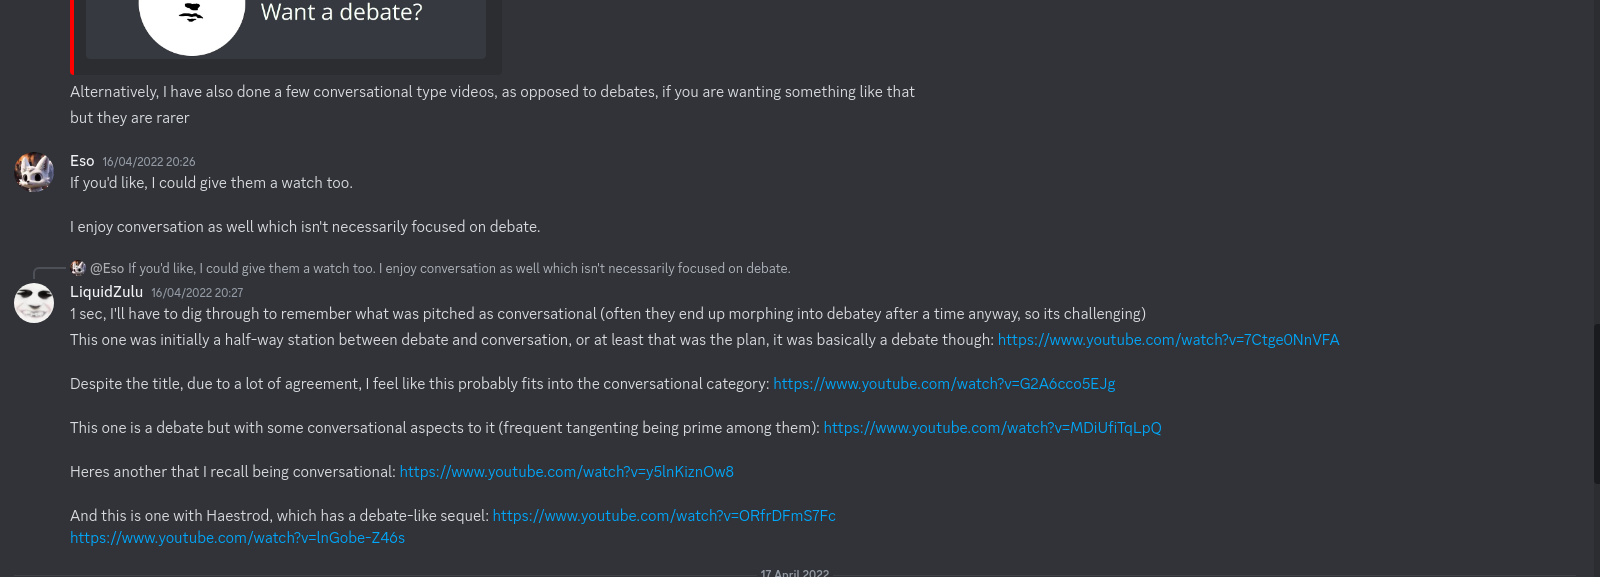 Want a debate?
Alternatively, I have also done a few conversational type videos, as opposed to debates, if you are wanting something like that
but they are rarer
Eso 16/04/2022 20:26
If you'd like, I could give them a watch too.
I enjoy conversation as well which isn't necessarily focused on debate.
@Eso If you'd like, I could give them a watch too. I enjoy conversation as well which isn't necessarily focused on debate.
LiquidZulu 16/04/2022 20:27
1 sec, I'll have to dig through to remember what was pitched as conversational (often they end up morphing into debatey after a time anyway, so its challenging)
This one was initially a half-way station between debate and conversation, or at least that was the plan, it was basically a debate though: https://www.youtube.com/watch?v=7Ctge0NnVFA
Despite the title, due to a lot of agreement, I feel like this probably fits into the conversational category: https://www.youtube.com/watch?v=G2A6cco5EJg
This one is a debate but with some conversational aspects to it (frequent tangenting being prime among them): https://www.youtube.com/watch?v=MDiUfiTqLpQ
Heres another that I recall being conversational: https://www.youtube.com/watch?v=y5lnKiznOw8
And this is one with Haestrod, which has a debate-like sequel: https://www.youtube.com/watch?v=ORfrDFmS7Fc
https://www.youtube.com/watch?v=lnGobe-Z46s
17 April 2022